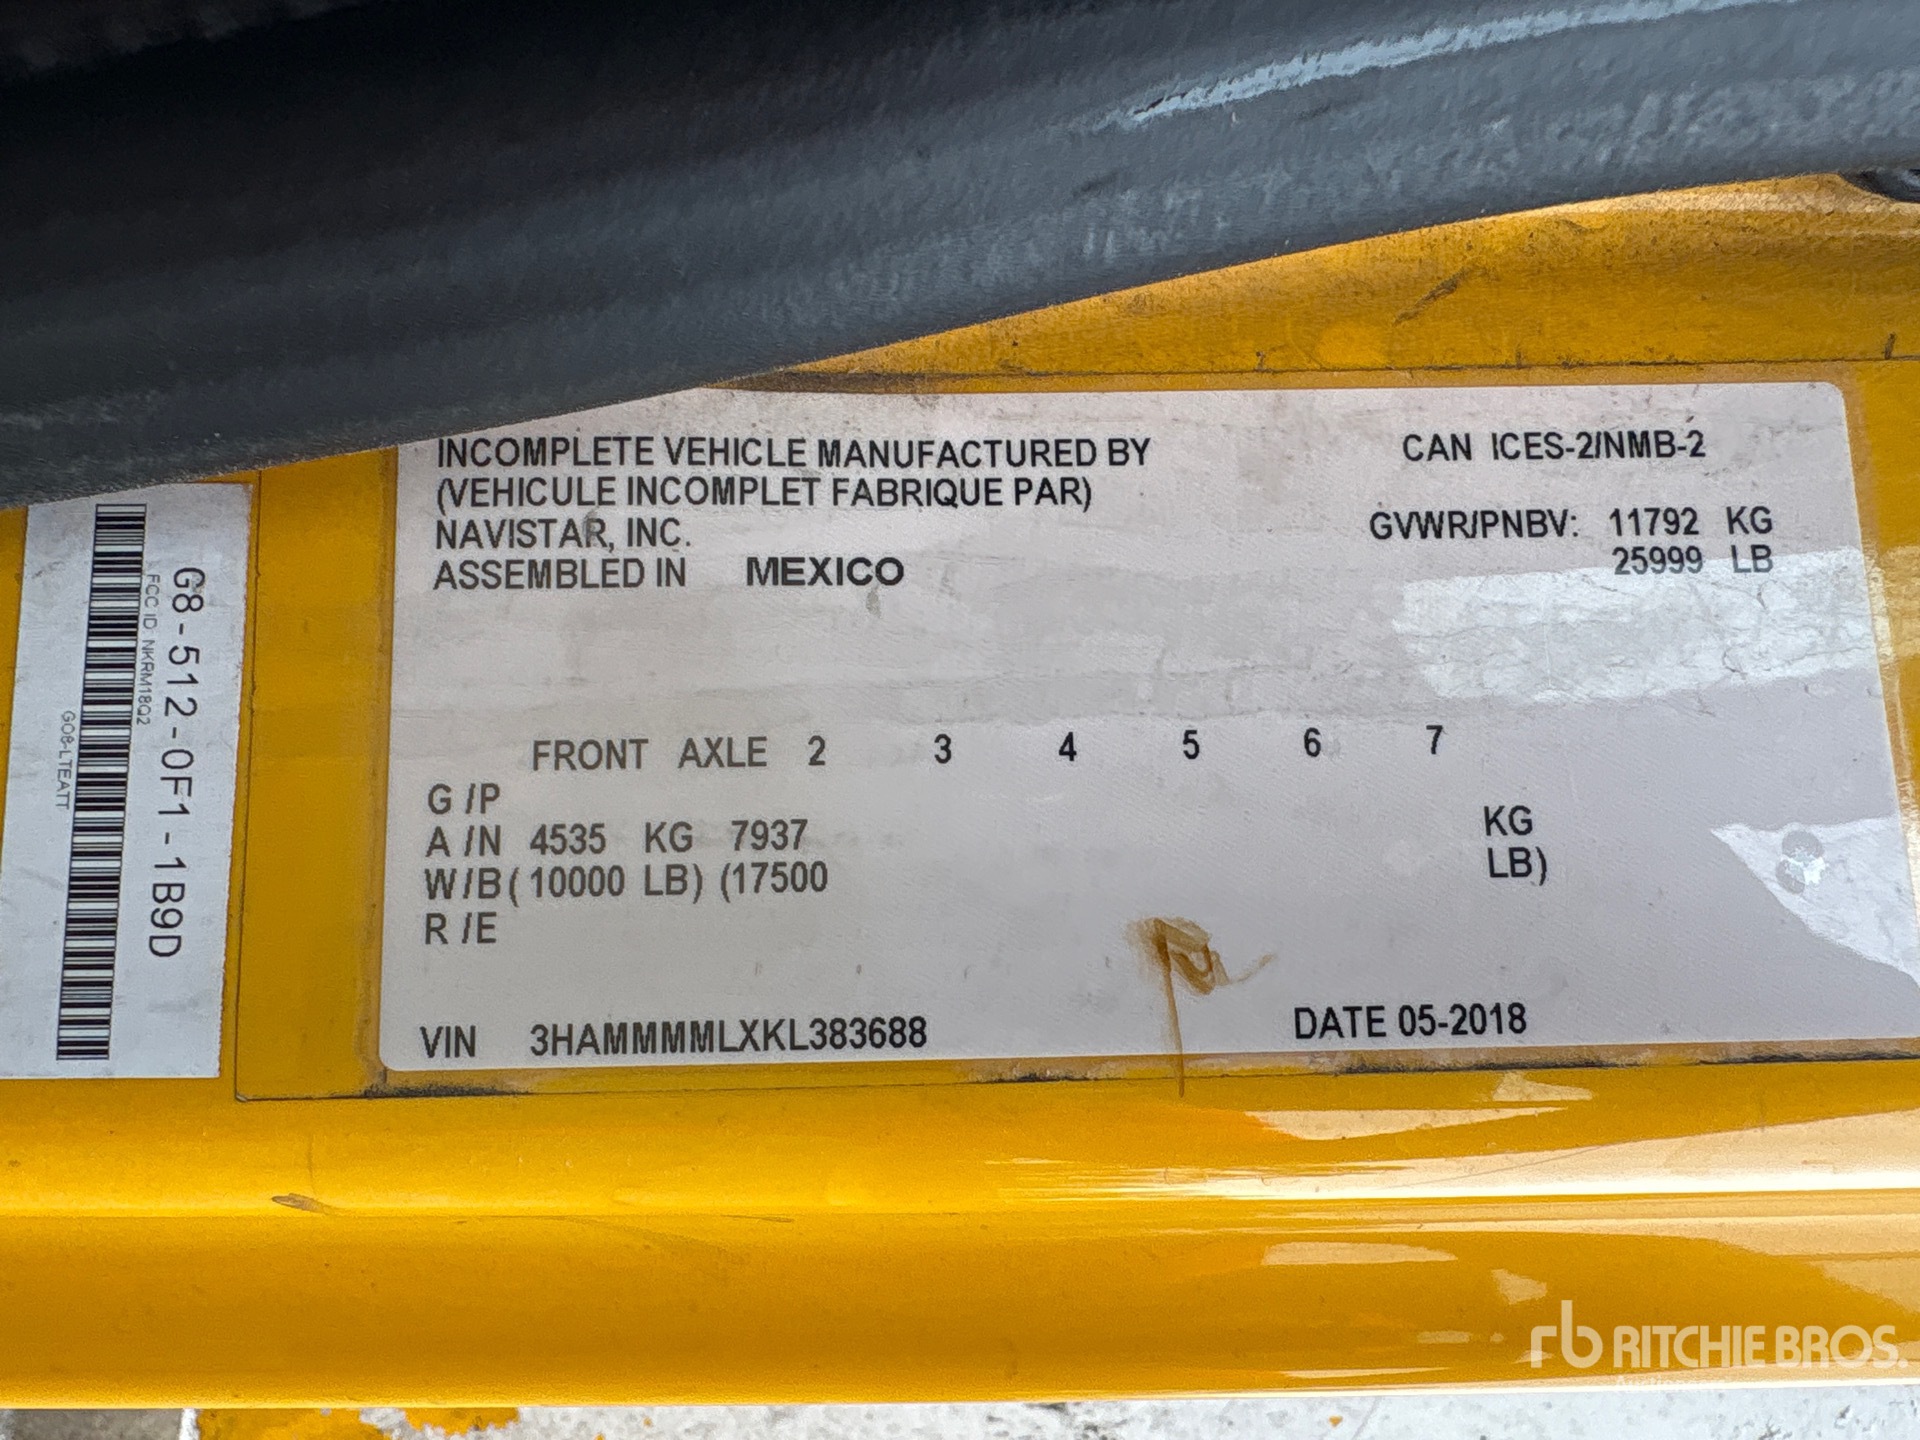 INCOMPLETE VEHICLE MANUFACTURED BY
(VEHICULE INCOMPLET FABRIQUE PAR)
NAVISTAR, INC.
ASSEMBLED IN MEXICO
CAN ICES-2/NMB-2
GVWR/PNBV: 11792 KG
25999 LB
FRONT AXLE 2 3 4 5 6 7
G /P
A /N 4535 KG 7937 KG
W/B ( 10000 LB) (17500 LB)
R /E
VIN 3HAMMMMLXKL383688
DATE 05-2018
G8-512-0F1-1B9D
FCC ID: NKRM18Q2
GO8-LTEATT
rb RITCHIE BROS.